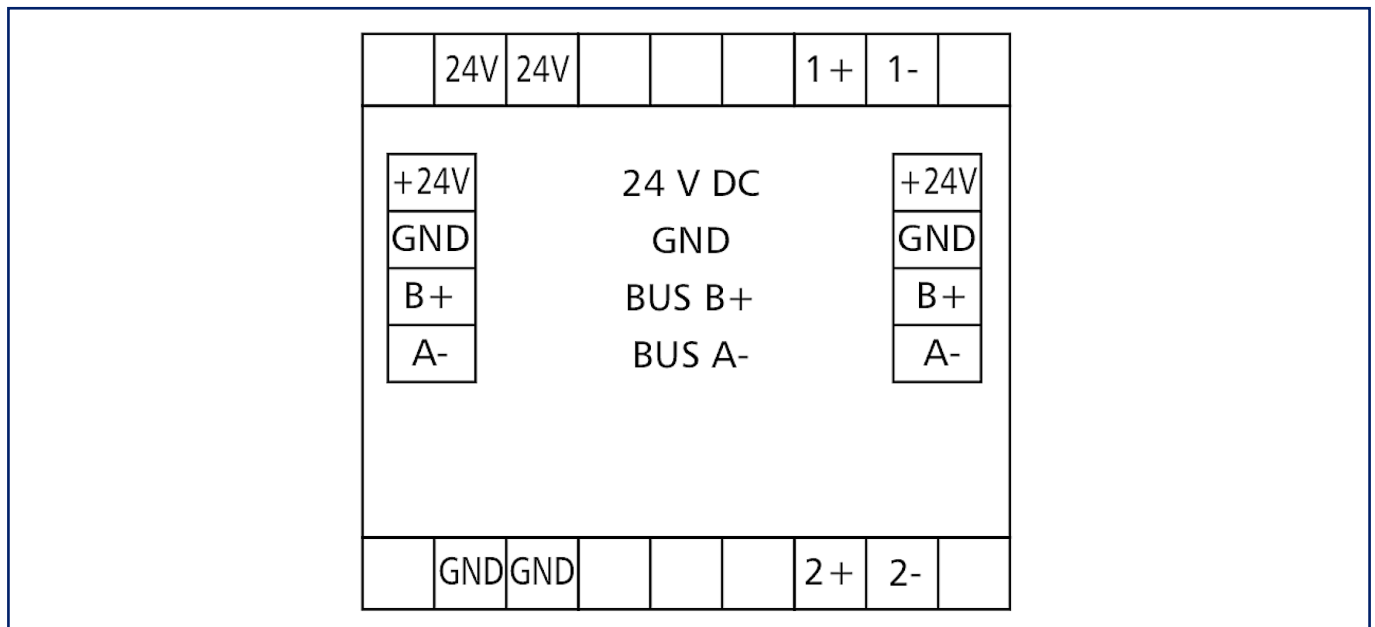 24V 24V 1+ 1-
+24V 24 V DC +24V
GND GND GND
B+ BUS B+ B+
A- BUS A- A-
GND GND 2+ 2-